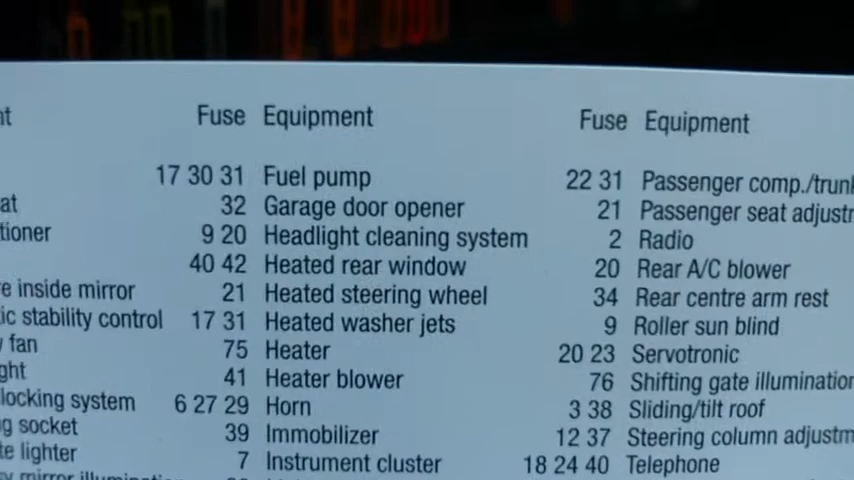 nt
at
tioner
e inside mirror
ic stability control
fan
ght
locking system
g socket
te lighter
Fuse Equipment
17 30 31 Fuel pump
32 Garage door opener
9 20 Headlight cleaning system
40 42 Heated rear window
21 Heated steering wheel
17 31 Heated washer jets
75 Heater
41 Heater blower
6 27 29 Horn
39 Immobilizer
7 Instrument cluster
Fuse Equipment
22 31 Passenger comp./trunk
21 Passenger seat adjustm
2 Radio
20 Rear A/C blower
34 Rear centre arm rest
9 Roller sun blind
20 23 Servotronic
76 Shifting gate illumination
3 38 Sliding/tilt roof
12 37 Steering column adjustm
18 24 40 Telephone